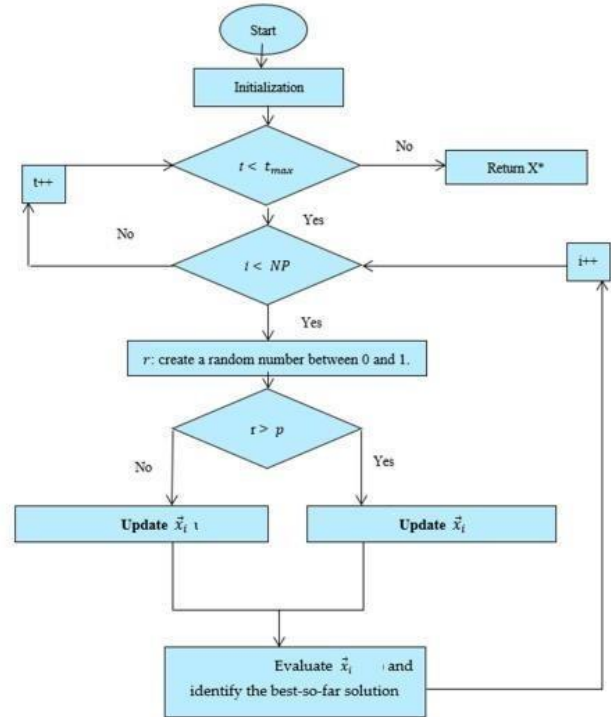 Start
Initialization
t < t_max
No
Return X*
t++
Yes
No
i < NP
i++
Yes
r: create a random number between 0 and 1.
r > p
No
Yes
Update x⃗_i
Update x⃗_i
Evaluate x⃗_i and
identify the best-so-far solution